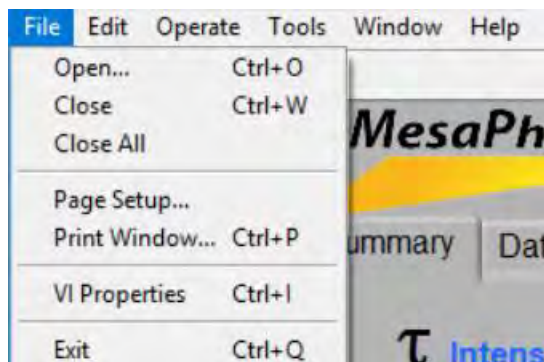 File Edit Operate Tools Window Help
Open... Ctrl+O
Close Ctrl+W
Close All
MesaPh
Page Setup...
Print Window... Ctrl+P
ummary Dat
VI Properties Ctrl+I
Exit Ctrl+Q
τ Intens